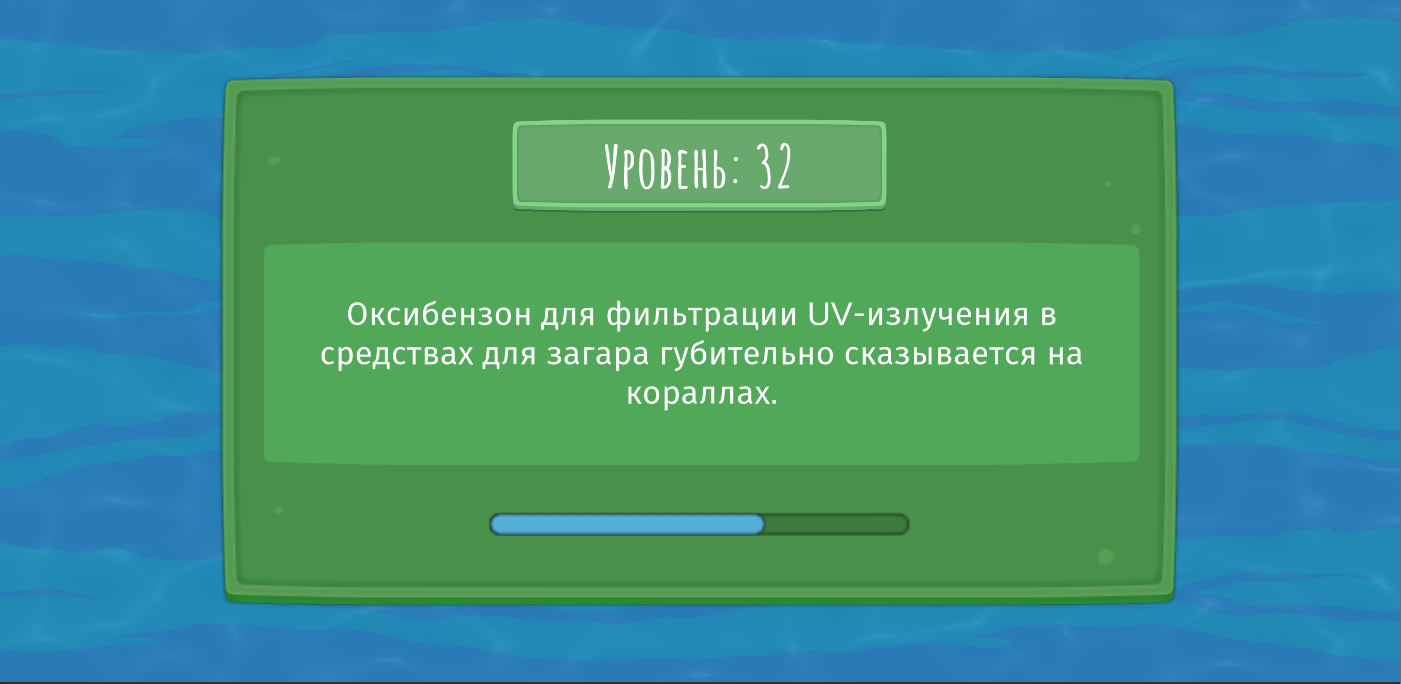 Уровень: 32
Оксибензон для фильтрации UV-излучения в
средствах для загара губительно сказывается на
кораллах.